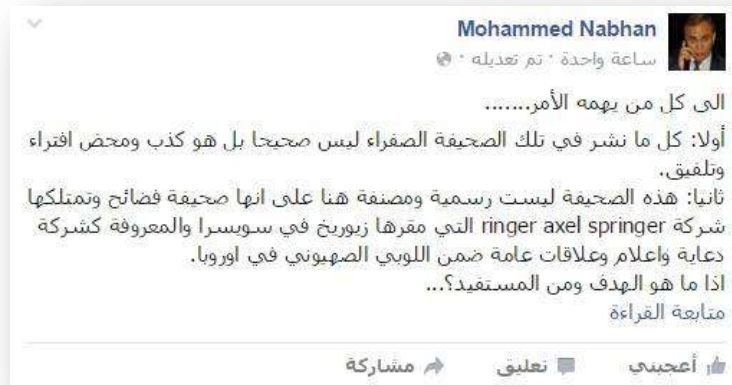 Mohammed Nabhan
ساعة واحدة · تم تعديله ·
الى كل من يهمه الأمر.......
أولا: كل ما نشر في تلك الصحيفة الصفراء ليس صحيحا بل هو كذب ومحض افتراء
وتلفيق.
ثانيا: هذه الصحيفة ليست رسمية ومصنفة هنا على انها صحيفة فضائح وتمتلكها
شركة ringer axel springer التي مقرها زيوريخ في سويسرا والمعروفة كشركة
دعاية واعلام وعلاقات عامة ضمن اللوبي الصهيوني في اوروبا.
اذا ما هو الهدف ومن المستفيد؟...
متابعة القراءة
أعجبني تعليق مشاركة